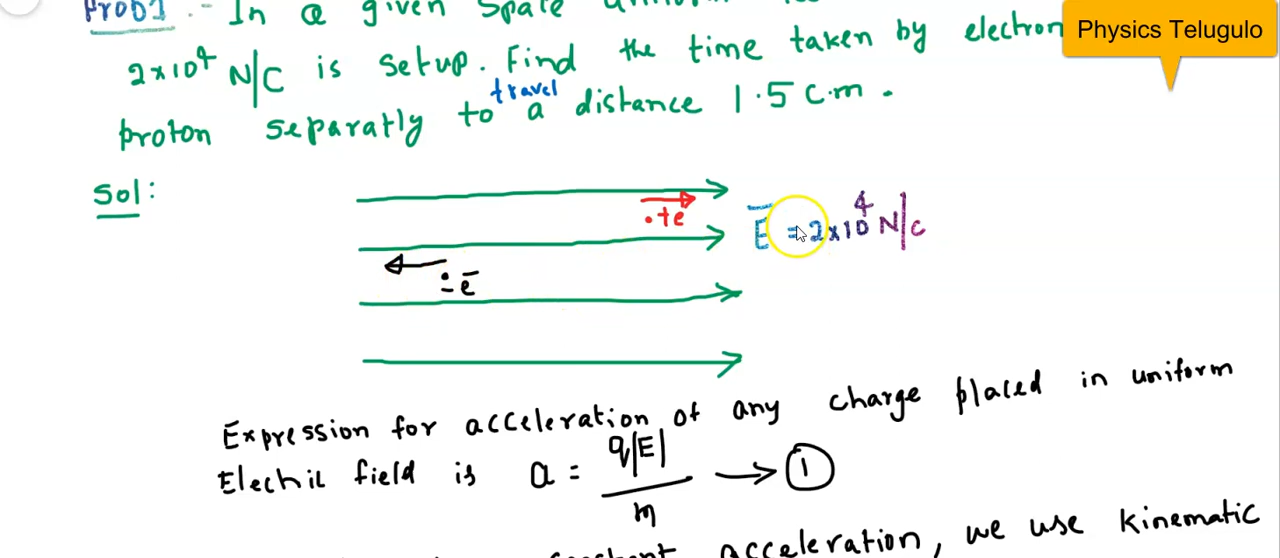 Prob1 :- In a given space uniform
2×10⁴ N/C is setup. Find the time taken by electron
Physics Telugulo
travel
proton separatly to a distance 1.5 c.m.
Sol:
.+e
E = 2×10⁴ N/C
-e
Expression for acceleration of any charge placed in uniform
Electric field is a = q|E| / m → ①
constant acceleration, we use kinematic